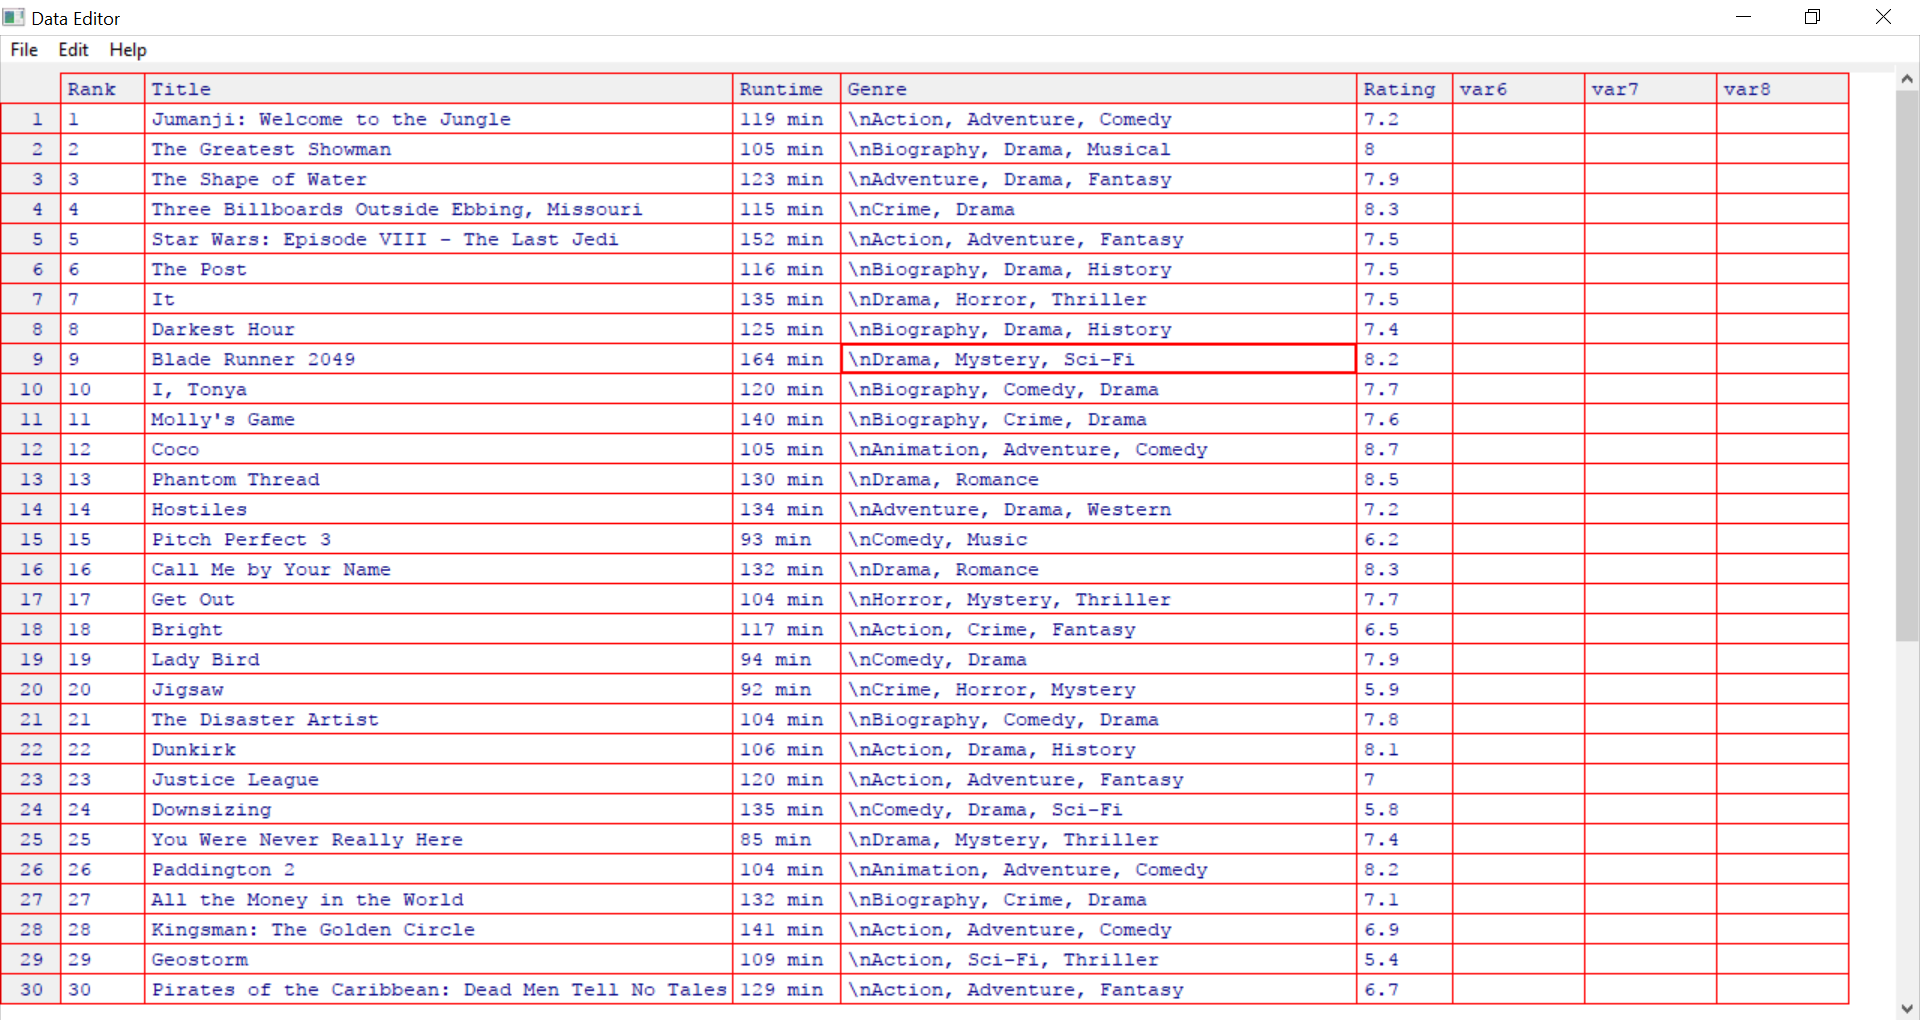 Data Editor
File Edit Help
Rank Title Runtime Genre Rating var6 var7 var8
1 1 Jumanji: Welcome to the Jungle 119 min \nAction, Adventure, Comedy 7.2
2 2 The Greatest Showman 105 min \nBiography, Drama, Musical 8
3 3 The Shape of Water 123 min \nAdventure, Drama, Fantasy 7.9
4 4 Three Billboards Outside Ebbing, Missouri 115 min \nCrime, Drama 8.3
5 5 Star Wars: Episode VIII - The Last Jedi 152 min \nAction, Adventure, Fantasy 7.5
6 6 The Post 116 min \nBiography, Drama, History 7.5
7 7 It 135 min \nDrama, Horror, Thriller 7.5
8 8 Darkest Hour 125 min \nBiography, Drama, History 7.4
9 9 Blade Runner 2049 164 min \nDrama, Mystery, Sci-Fi 8.2
10 10 I, Tonya 120 min \nBiography, Comedy, Drama 7.7
11 11 Molly's Game 140 min \nBiography, Crime, Drama 7.6
12 12 Coco 105 min \nAnimation, Adventure, Comedy 8.7
13 13 Phantom Thread 130 min \nDrama, Romance 8.5
14 14 Hostiles 134 min \nAdventure, Drama, Western 7.2
15 15 Pitch Perfect 3 93 min \nComedy, Music 6.2
16 16 Call Me by Your Name 132 min \nDrama, Romance 8.3
17 17 Get Out 104 min \nHorror, Mystery, Thriller 7.7
18 18 Bright 117 min \nAction, Crime, Fantasy 6.5
19 19 Lady Bird 94 min \nComedy, Drama 7.9
20 20 Jigsaw 92 min \nCrime, Horror, Mystery 5.9
21 21 The Disaster Artist 104 min \nBiography, Comedy, Drama 7.8
22 22 Dunkirk 106 min \nAction, Drama, History 8.1
23 23 Justice League 120 min \nAction, Adventure, Fantasy 7
24 24 Downsizing 135 min \nComedy, Drama, Sci-Fi 5.8
25 25 You Were Never Really Here 85 min \nDrama, Mystery, Thriller 7.4
26 26 Paddington 2 104 min \nAnimation, Adventure, Comedy 8.2
27 27 All the Money in the World 132 min \nBiography, Crime, Drama 7.1
28 28 Kingsman: The Golden Circle 141 min \nAction, Adventure, Comedy 6.9
29 29 Geostorm 109 min \nAction, Sci-Fi, Thriller 5.4
30 30 Pirates of the Caribbean: Dead Men Tell No Tales 129 min \nAction, Adventure, Fantasy 6.7